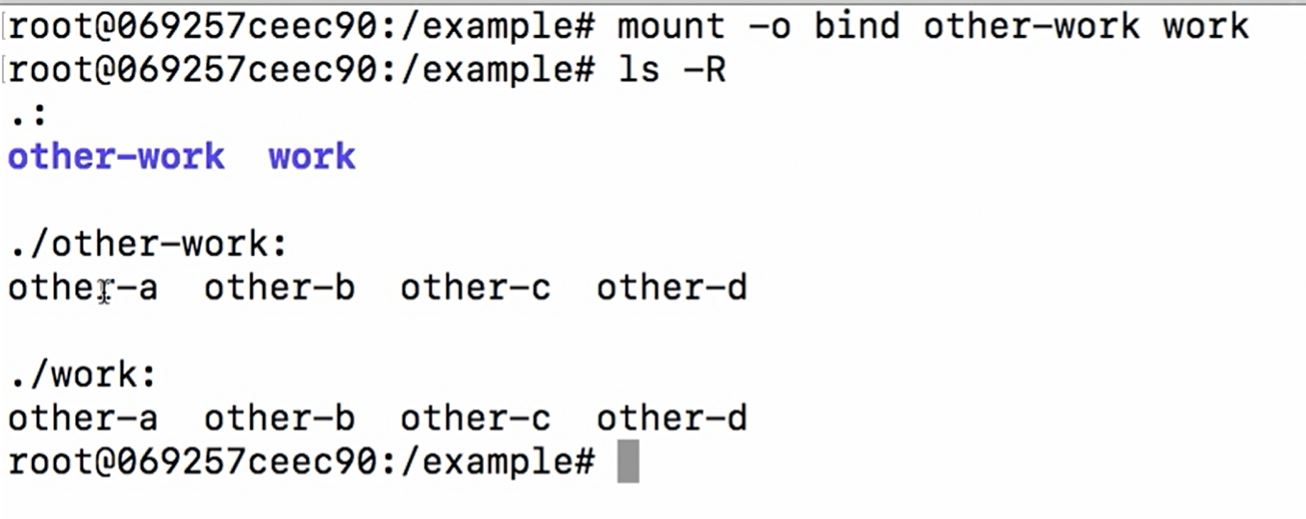 root@069257ceec90:/example# mount -o bind other-work work
root@069257ceec90:/example# ls -R
.:
other-work  work
./other-work:
other-a  other-b  other-c  other-d
./work:
other-a  other-b  other-c  other-d
root@069257ceec90:/example#